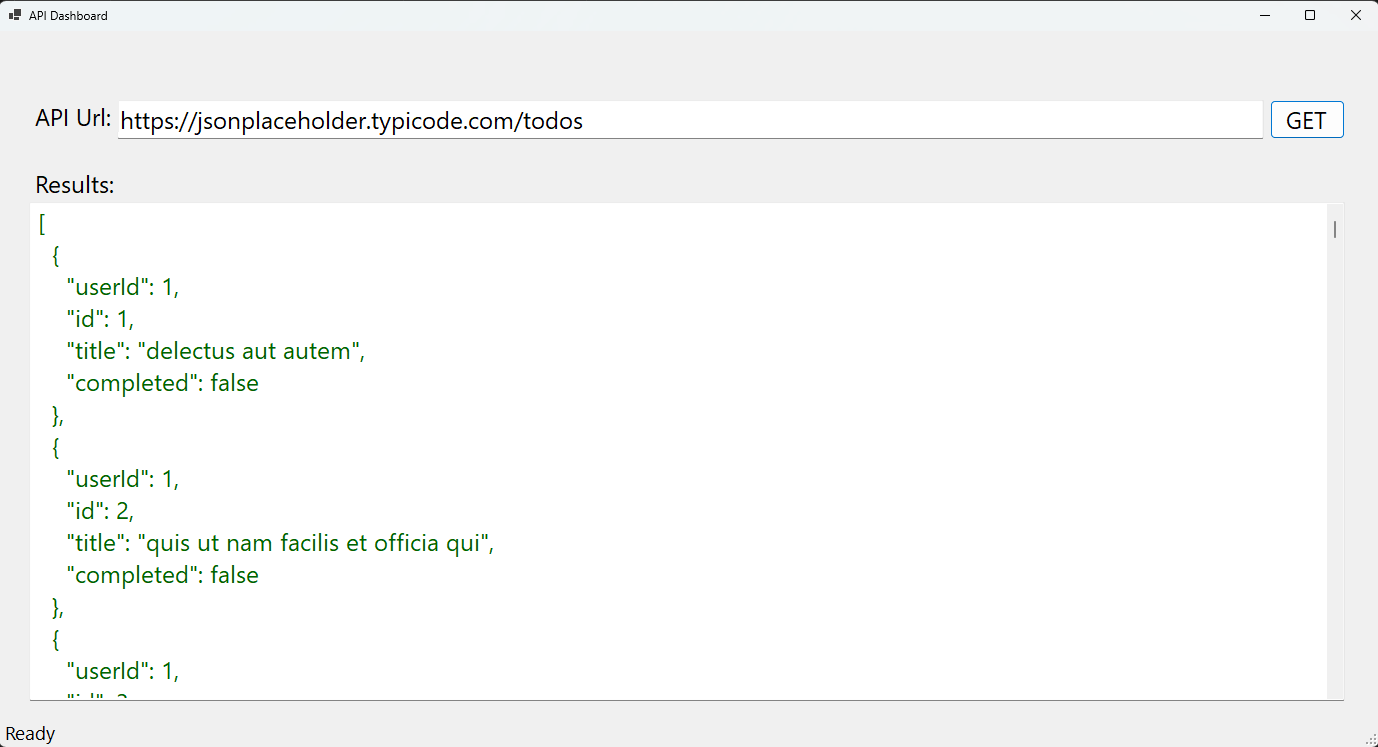 API Dashboard
API Url: https://jsonplaceholder.typicode.com/todos GET
Results:
[
{
"userId": 1,
"id": 1,
"title": "delectus aut autem",
"completed": false
},
{
"userId": 1,
"id": 2,
"title": "quis ut nam facilis et officia qui",
"completed": false
},
{
"userId": 1,
Ready